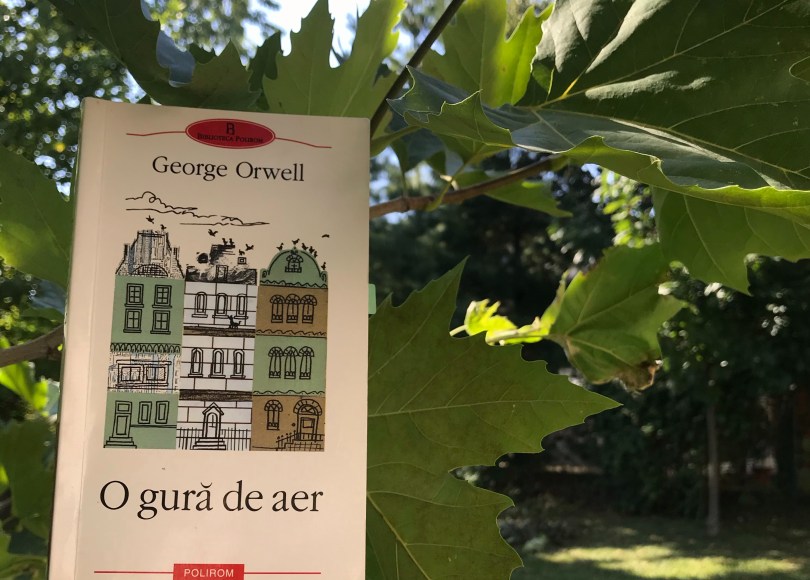 BIBLIOTECA POLIROM
George Orwell
O gură de aer
POLIROM